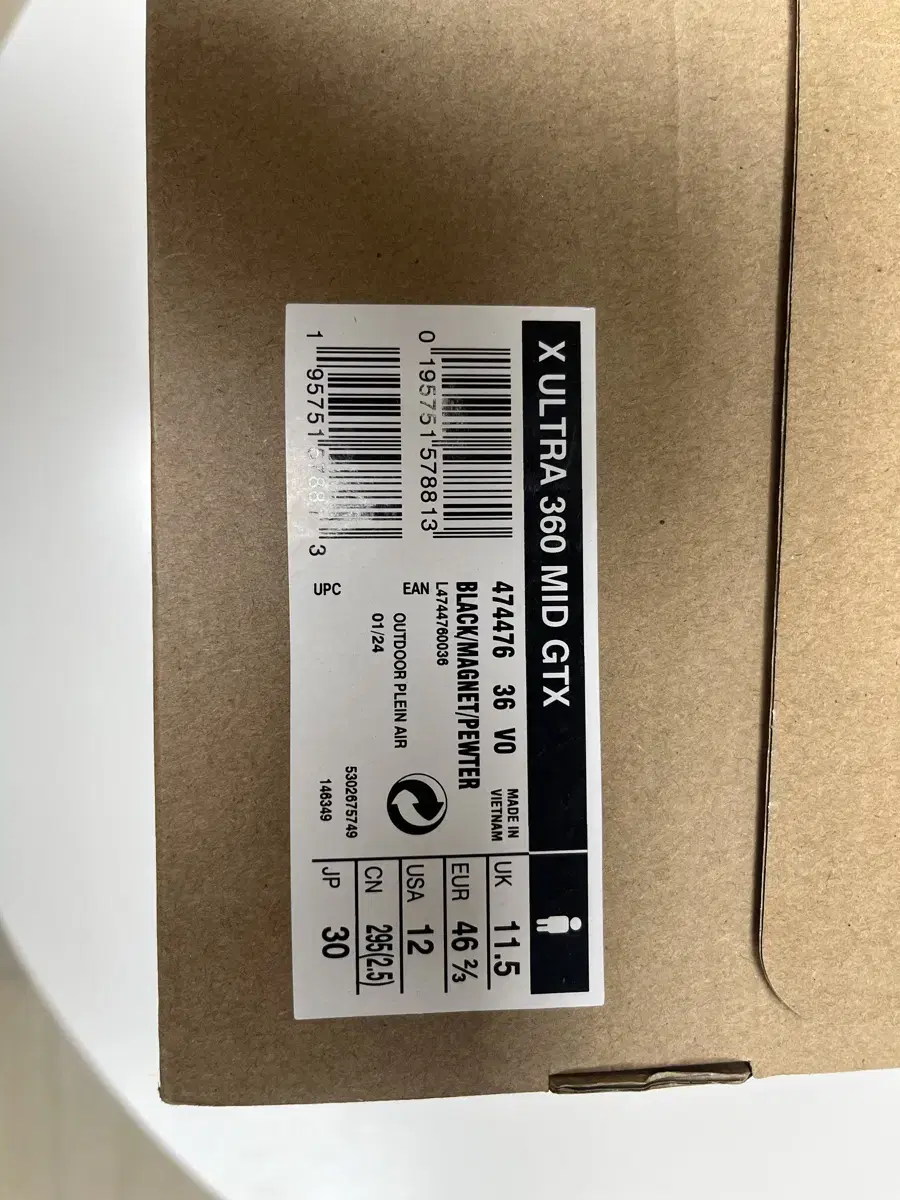 X ULTRA 360 MID GTX
474476 36 V0
MADE IN
VIETNAM
BLACK/MAGNET/PEWTER
L4744760036
EAN
0 195751 578813
OUTDOOR PLEIN AIR
01/24
UPC
5302675749
146349
UK 11.5
EUR 46 ⅔
USA 12
CN 295(2.5)
JP 30